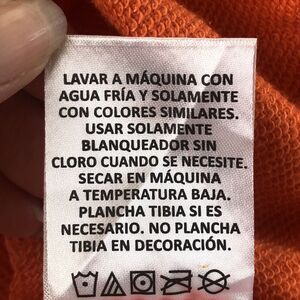 LAVAR A MÁQUINA CON
AGUA FRÍA Y SOLAMENTE
CON COLORES SIMILARES.
USAR SOLAMENTE
BLANQUEADOR SIN
CLORO CUANDO SE NECESITE.
SECAR EN MÁQUINA
A TEMPERATURA BAJA.
PLANCHA TIBIA SI ES
NECESARIO. NO PLANCHA
TIBIA EN DECORACIÓN.